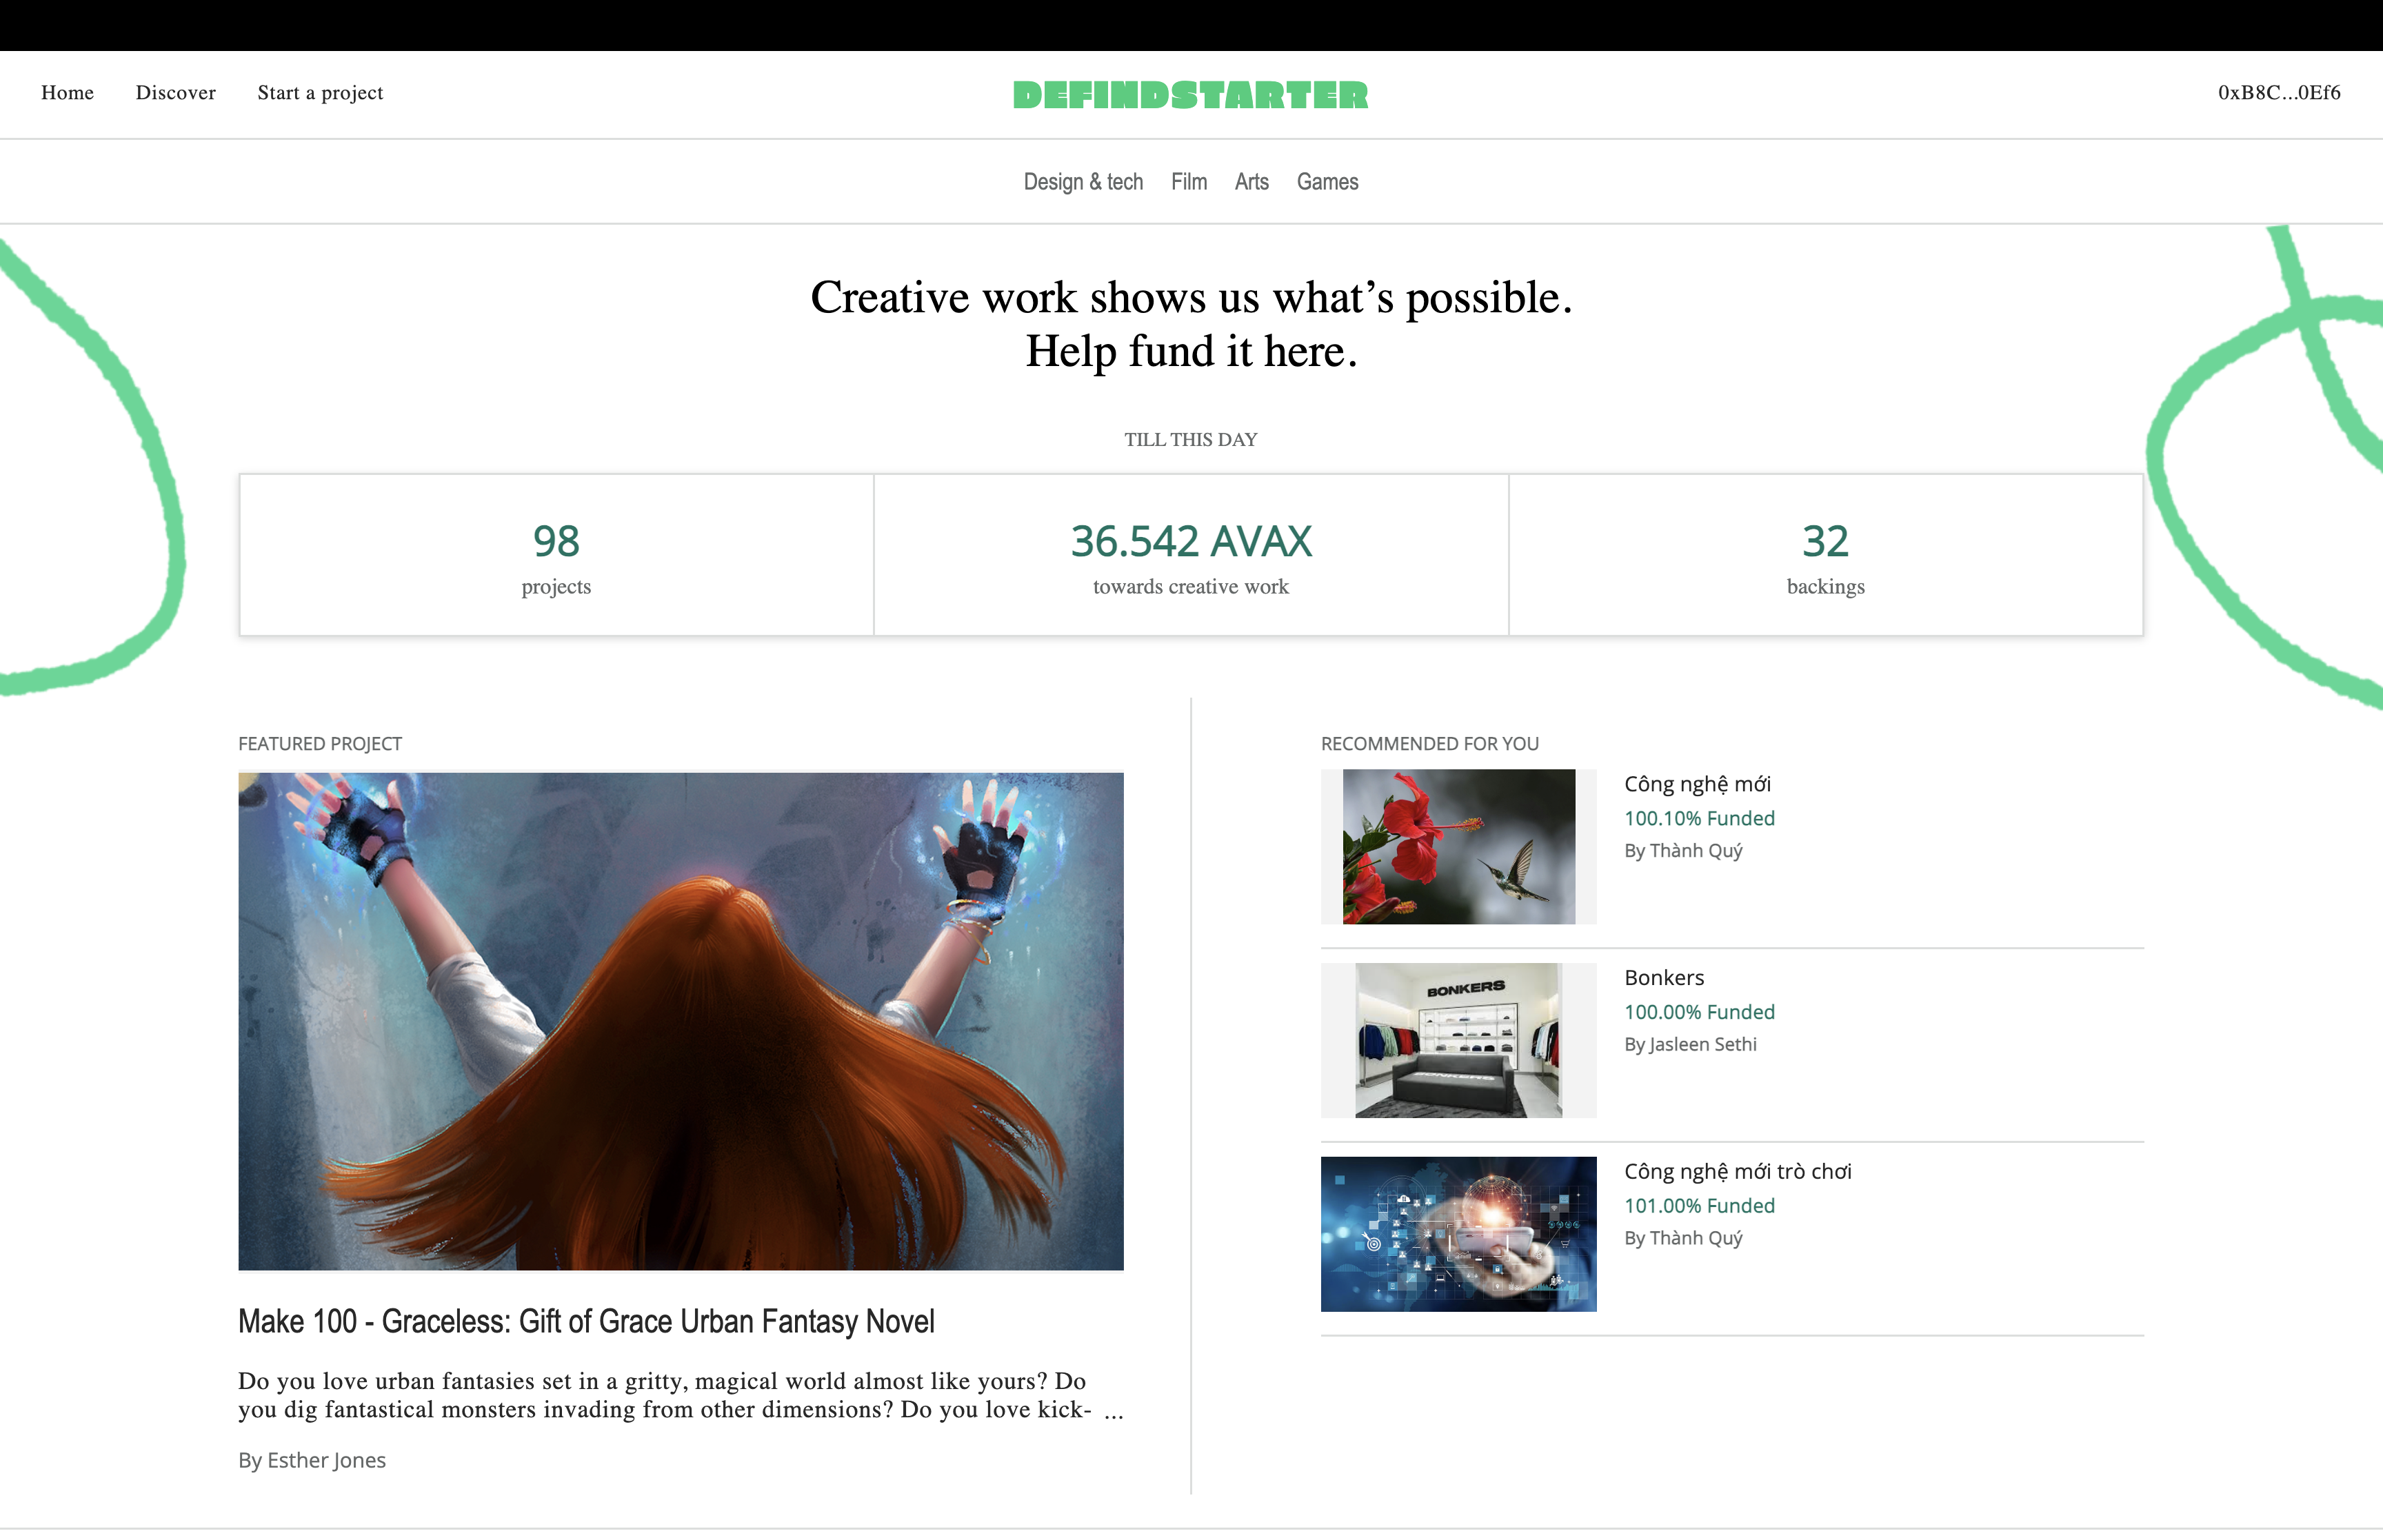 Home Discover Start a project
DEFINDSTARTER
0xB8C...0Ef6
Design & tech Film Arts Games
Creative work shows us what’s possible.
Help fund it here.
TILL THIS DAY
98
projects
36.542 AVAX
towards creative work
32
backings
FEATURED PROJECT
Make 100 - Graceless: Gift of Grace Urban Fantasy Novel
Do you love urban fantasies set in a gritty, magical world almost like yours? Do
you dig fantastical monsters invading from other dimensions? Do you love kick- ...
By Esther Jones
RECOMMENDED FOR YOU
Công nghệ mới
100.10% Funded
By Thành Quý
BONKERS
BONKERS
Bonkers
100.00% Funded
By Jasleen Sethi
Công nghệ mới trò chơi
101.00% Funded
By Thành Quý